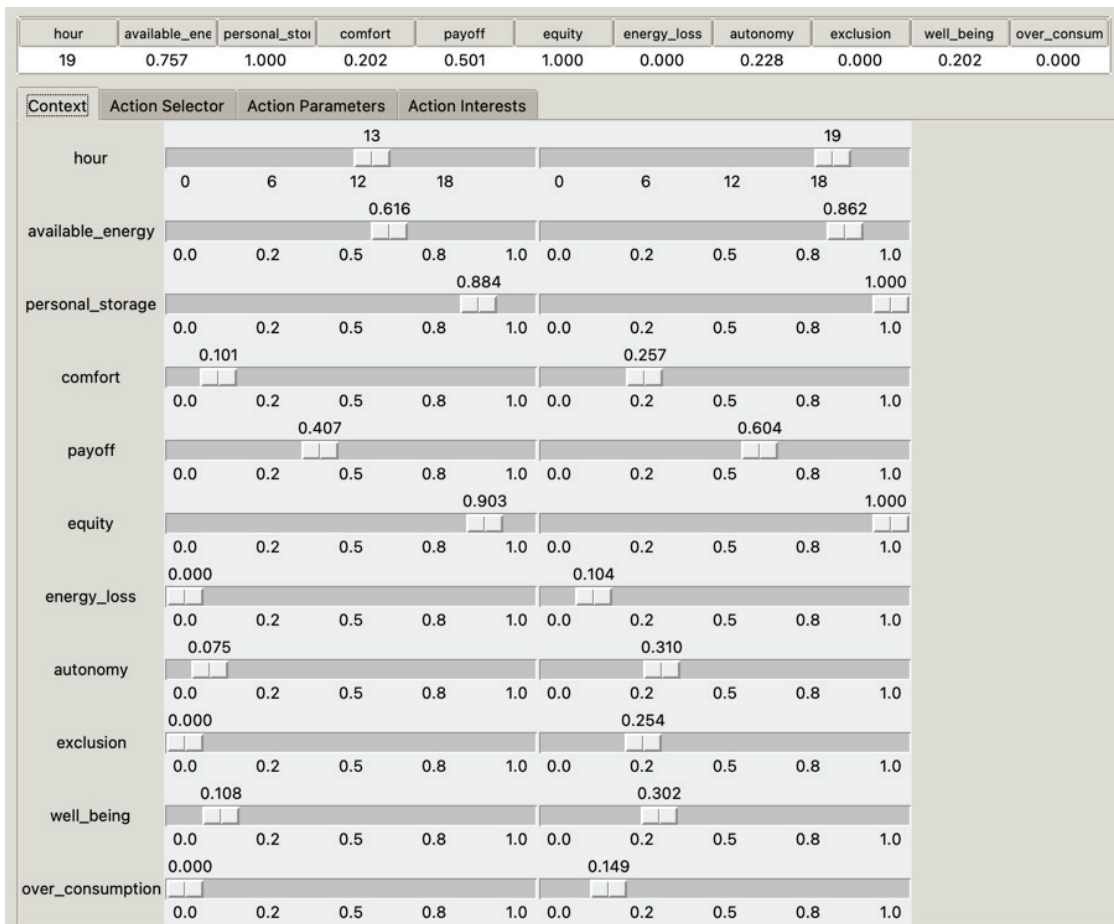 hour available_ene personal_stor comfort payoff equity energy_loss autonomy exclusion well_being over_consum
19 0.757 1.000 0.202 0.501 1.000 0.000 0.228 0.000 0.202 0.000
Context Action Selector Action Parameters Action Interests
13 19
hour
0 6 12 18 0 6 12 18
0.616 0.862
available_energy
0.0 0.2 0.5 0.8 1.0 0.0 0.2 0.5 0.8 1.0
0.884 1.000
personal_storage
0.0 0.2 0.5 0.8 1.0 0.0 0.2 0.5 0.8 1.0
0.101 0.257
comfort
0.0 0.2 0.5 0.8 1.0 0.0 0.2 0.5 0.8 1.0
0.407 0.604
payoff
0.0 0.2 0.5 0.8 1.0 0.0 0.2 0.5 0.8 1.0
0.903 1.000
equity
0.0 0.2 0.5 0.8 1.0 0.0 0.2 0.5 0.8 1.0
0.000 0.104
energy_loss
0.0 0.2 0.5 0.8 1.0 0.0 0.2 0.5 0.8 1.0
0.075 0.310
autonomy
0.0 0.2 0.5 0.8 1.0 0.0 0.2 0.5 0.8 1.0
0.000 0.254
exclusion
0.0 0.2 0.5 0.8 1.0 0.0 0.2 0.5 0.8 1.0
0.108 0.302
well_being
0.0 0.2 0.5 0.8 1.0 0.0 0.2 0.5 0.8 1.0
0.000 0.149
over_consumption
0.0 0.2 0.5 0.8 1.0 0.0 0.2 0.5 0.8 1.0